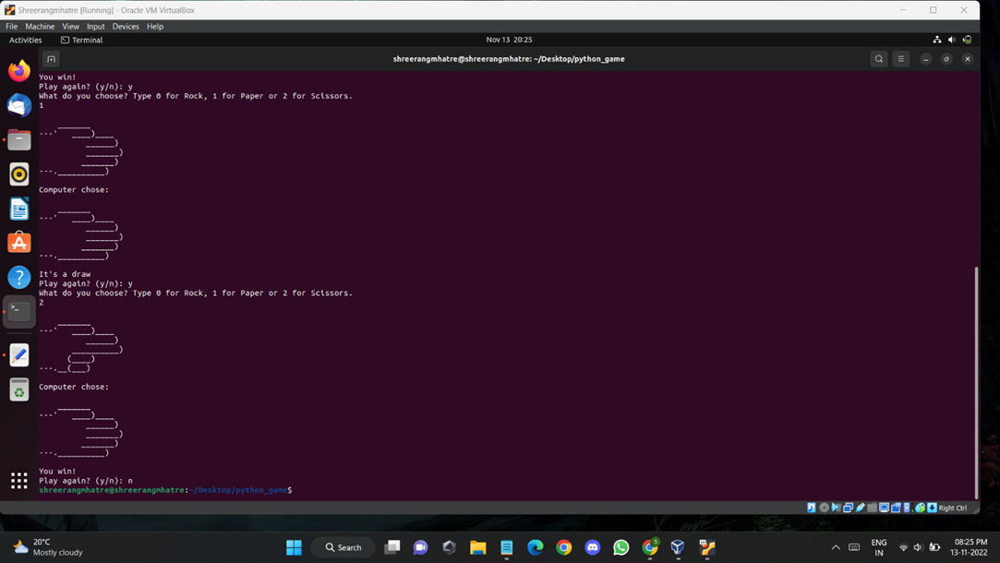 Shreerangmhatre [Running] - Oracle VM VirtualBox
File Machine View Input Devices Help
Activities Terminal Nov 13 20:25
shreerangmhatre@shreerangmhatre: ~/Desktop/python_game
You win!
Play again? (y/n): y
What do you choose? Type 0 for Rock, 1 for Paper or 2 for Scissors.
1
    _______
---'   ____)____
          ______)
          _______)
         _______)
---.__________)
Computer chose:
    _______
---'   ____)____
          ______)
          _______)
         _______)
---.__________)
It's a draw
Play again? (y/n): y
What do you choose? Type 0 for Rock, 1 for Paper or 2 for Scissors.
2
    _______
---'   ____)____
          ______)
       __________)
      (____)
---.__(___)
Computer chose:
    _______
---'   ____)____
          ______)
          _______)
         _______)
---.__________)
You win!
Play again? (y/n): n
shreerangmhatre@shreerangmhatre:~/Desktop/python_game$
Right Ctrl
20°C
Mostly cloudy
Search
ENG
IN
08:25 PM
13-11-2022